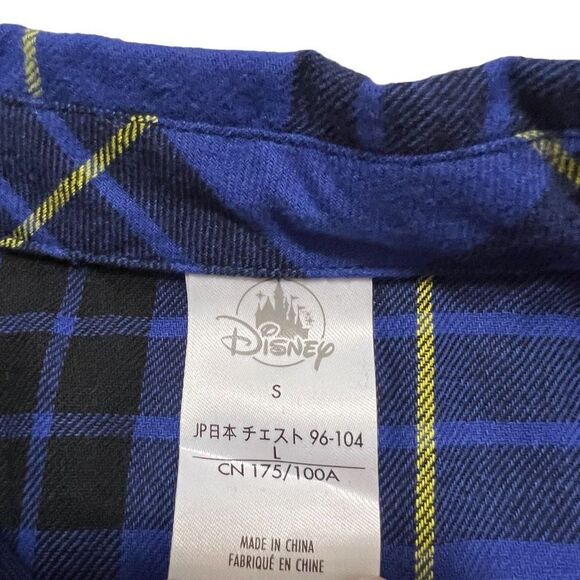 Disney
S
JP日本 チェスト 96-104
L
CN 175/100A
MADE IN CHINA
FABRIQUÉ EN CHINE